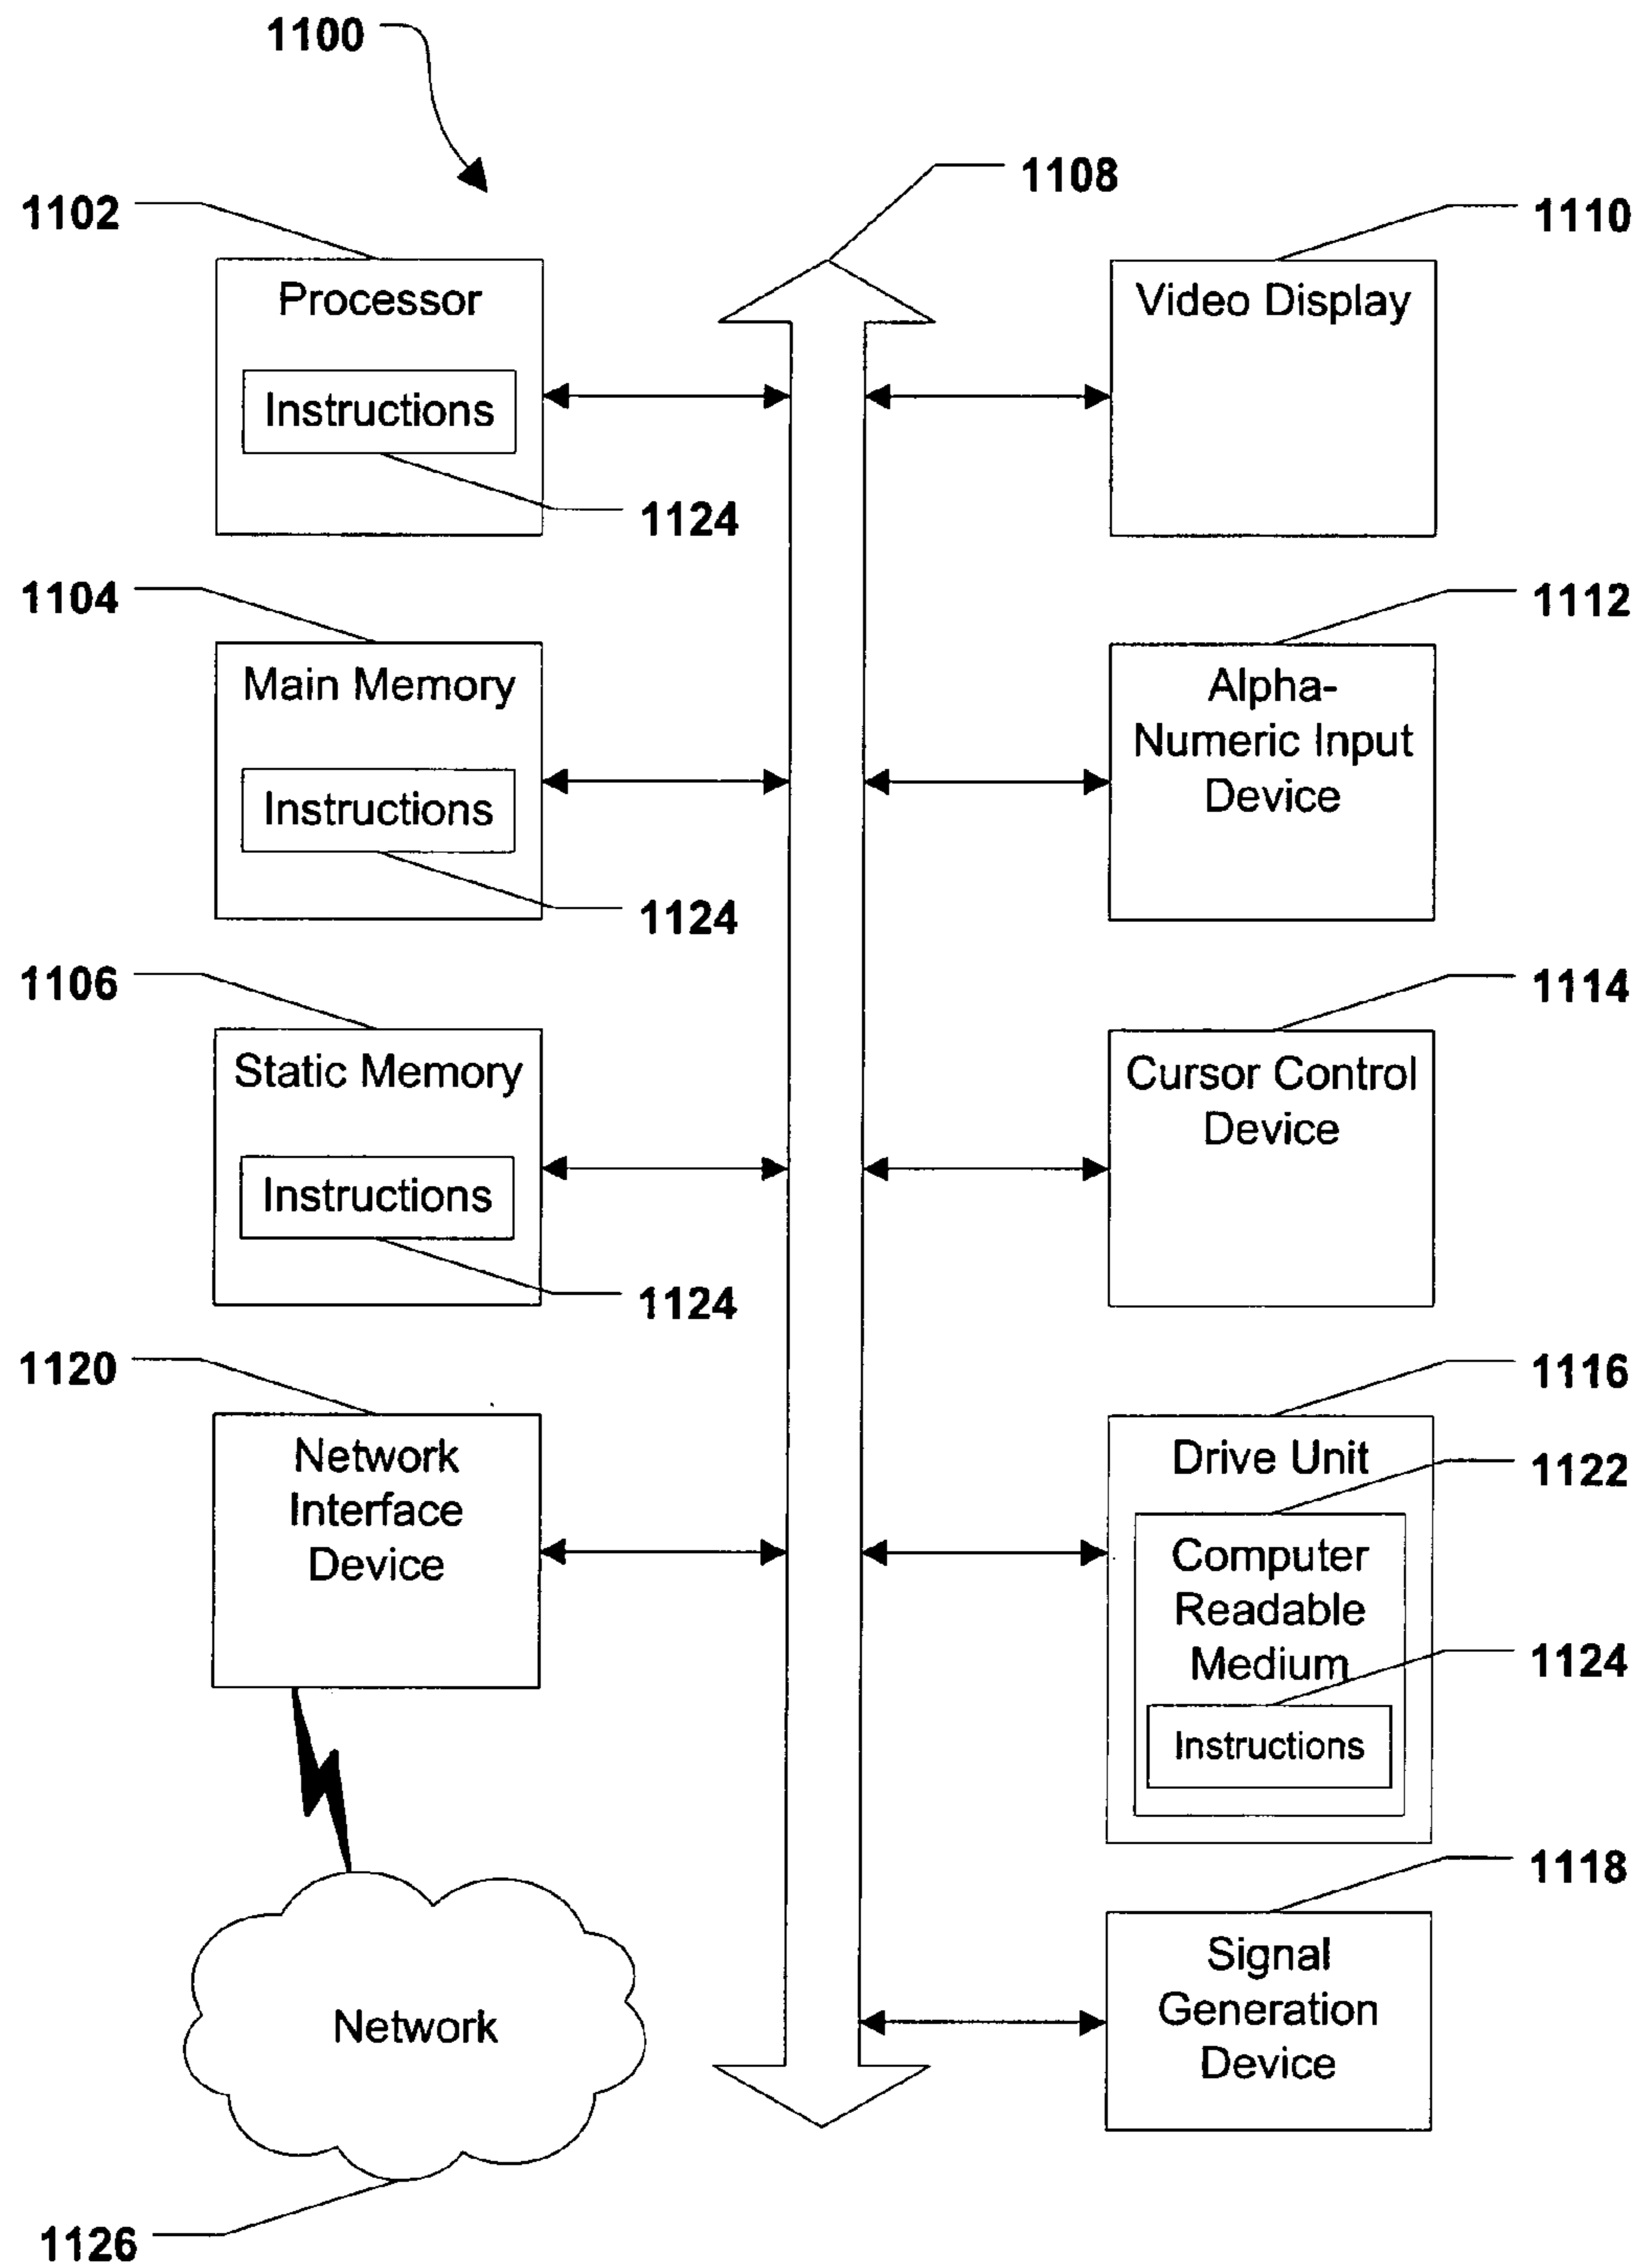 1100
1108
1102
1110
Processor
Instructions
1124
Video Display
1104
1112
Main Memory
Instructions
1124
Alpha-
Numeric Input
Device
1106
1114
Static Memory
Instructions
1124
Cursor Control
Device
1120
1116
Network
Interface
Device
Drive Unit
1122
Computer
Readable
Medium
1124
Instructions
1118
Network
Signal
Generation
Device
1126